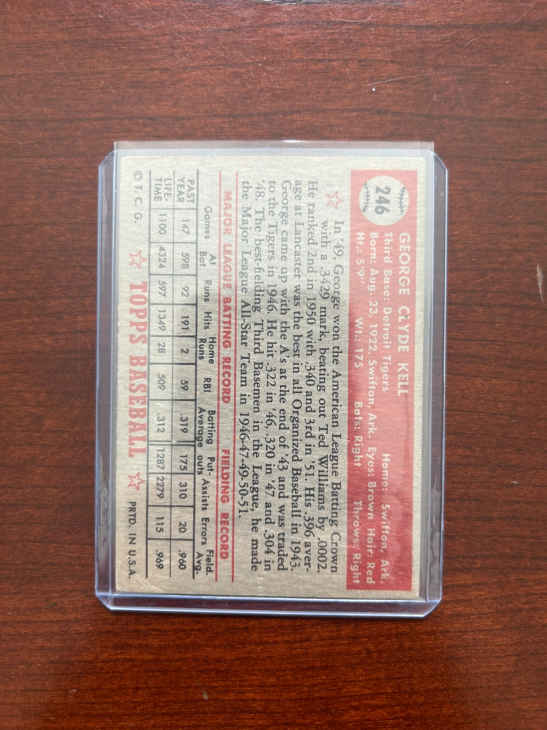 246
GEORGE CLYDE KELL
Third Base: Detroit Tigers Home: Swifton, Ark.
Born: Aug. 23, 1922, Swifton, Ark. Eyes: Brown Hair: Red
Ht.: 5'9" Wt.: 175 Bats: Right Throws: Right
In '49, George won the American League Batting Crown
with a .3429 mark, beating out Ted Williams by .0002.
He ranked 2nd in 1950 with .340 and 3rd in '51. His .396 aver-
age at Lancaster was the best in all Organized Baseball in 1943.
George came up with the A's at the end of '43 and was traded
to the Tigers in 1946. He hit .322 in '46, .320 in '47 and .304 in
'48. The best-fielding Third Basemen in the League, he made
the Major League All-Star Team in 1946-47-49-50-51.
MAJOR LEAGUE BATTING RECORD FIELDING RECORD
Games At Bat Runs Hits Home Runs RBI Batting Average Put-outs Assists Errors Field. Avg.
PAST YEAR 147 598 92 191 2 59 .319 175 310 20 .960
LIFE-TIME 1100 4324 597 1349 28 509 .312 1287 2279 115 .969
© T. C. G. TOPPS BASEBALL PRTD. IN U.S.A.